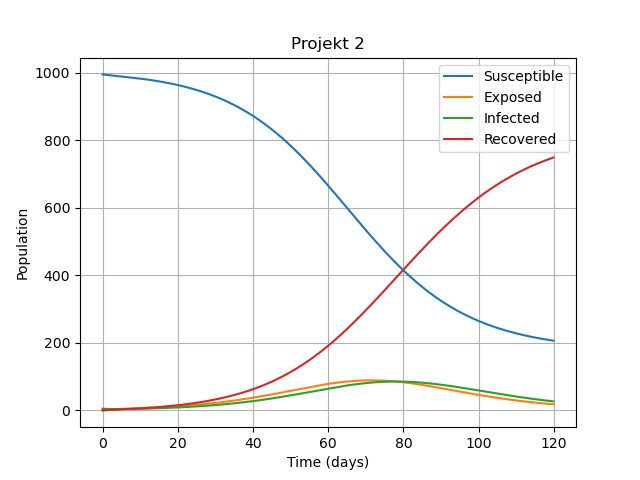 Projekt 2
Susceptible
Exposed
Infected
Recovered
Population
1000
800
600
400
200
0
0 20 40 60 80 100 120
Time (days)